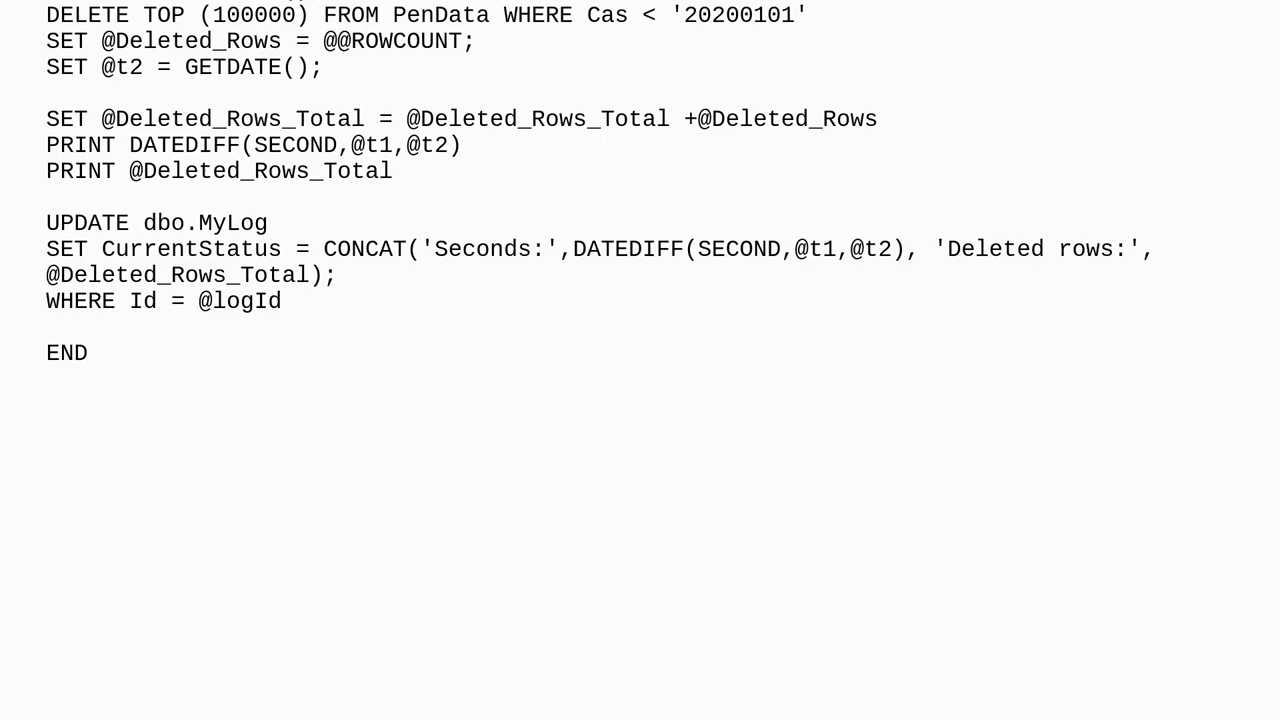 DELETE TOP (100000) FROM PenData WHERE Cas < '20200101'
SET @Deleted_Rows = @@ROWCOUNT;
SET @t2 = GETDATE();
SET @Deleted_Rows_Total = @Deleted_Rows_Total +@Deleted_Rows
PRINT DATEDIFF(SECOND,@t1,@t2)
PRINT @Deleted_Rows_Total
UPDATE dbo.MyLog
SET CurrentStatus = CONCAT('Seconds:',DATEDIFF(SECOND,@t1,@t2), 'Deleted rows:',
@Deleted_Rows_Total);
WHERE Id = @logId
END